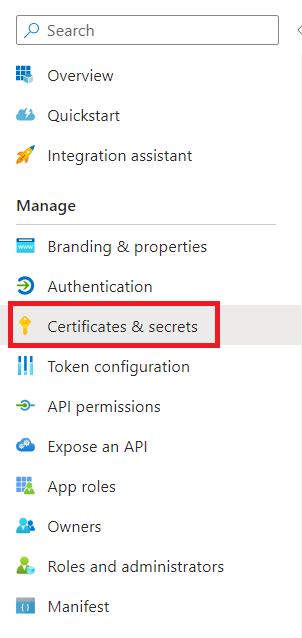 Search
Overview
Quickstart
Integration assistant
Manage
Branding & properties
Authentication
Certificates & secrets
Token configuration
API permissions
Expose an API
App roles
Owners
Roles and administrators
Manifest